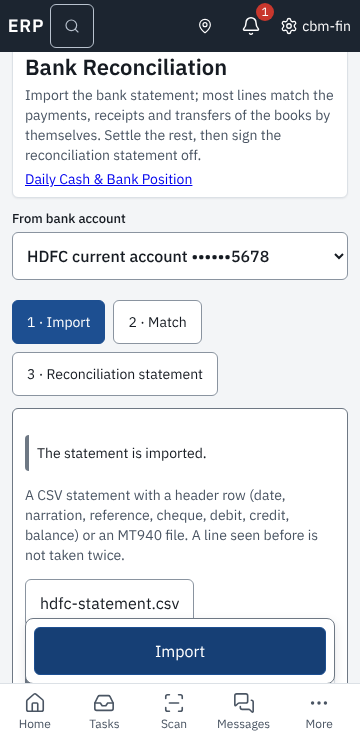 ERP
1
cbm-fin
Bank Reconciliation
Import the bank statement; most lines match the
payments, receipts and transfers of the books by
themselves. Settle the rest, then sign the
reconciliation statement off.
Daily Cash & Bank Position
From bank account
HDFC current account ••••••5678
1 · Import
2 · Match
3 · Reconciliation statement
The statement is imported.
A CSV statement with a header row (date,
narration, reference, cheque, debit, credit,
balance) or an MT940 file. A line seen before is
not taken twice.
hdfc-statement.csv
Import
Home
Tasks
Scan
Messages
More